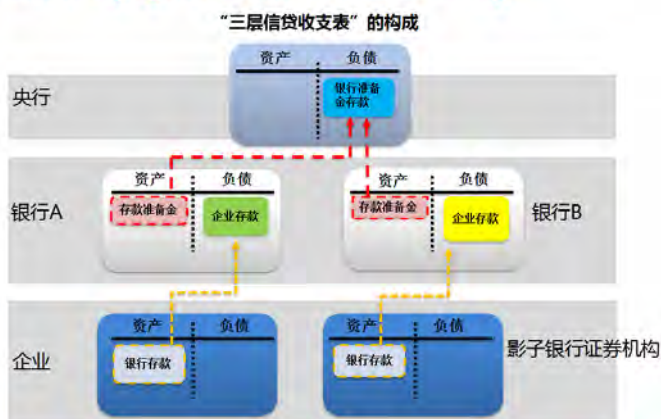 “三层信贷收支表”的构成
资产 负债
央行
银行准备
金存款
资产 负债 资产 负债
银行A 存款准备金 企业存款 存款准备金 企业存款 银行B
资产 负债 资产 负债
企业 银行存款 银行存款 影子银行证券机构